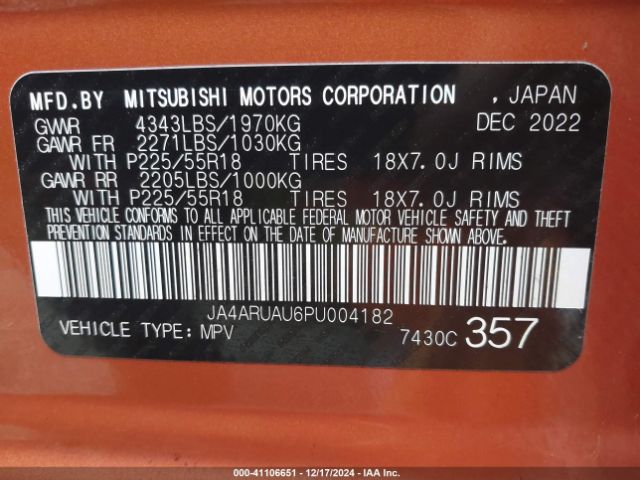 MFD.BY MITSUBISHI MOTORS CORPORATION , JAPAN
GVWR 4343LBS/1970KG DEC 2022
GAWR FR 2271LBS/1030KG
WITH P225/55R18 TIRES 18X7.0J RIMS
GAWR RR 2205LBS/1000KG
WITH P225/55R18 TIRES 18X7.0J RIMS
THIS VEHICLE CONFORMS TO ALL APPLICABLE FEDERAL MOTOR VEHICLE SAFETY AND THEFT
PREVENTION STANDARDS IN EFFECT ON THE DATE OF MANUFACTURE SHOWN ABOVE.
JA4ARUAU6PU004182
VEHICLE TYPE: MPV 7430C 357
000-41106651 - 12/17/2024 - IAAI.COM